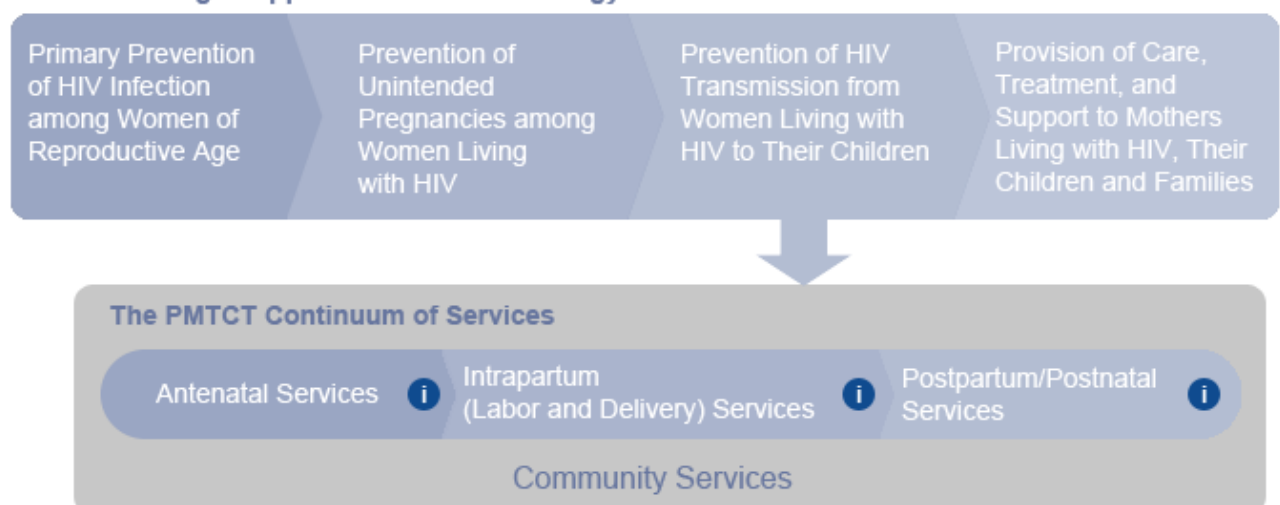 Primary Prevention
of HIV Infection
among Women of
Reproductive Age
Prevention of
Unintended
Pregnancies among
Women Living
with HIV
Prevention of HIV
Transmission from
Women Living with
HIV to Their Children
Provision of Care,
Treatment, and
Support to Mothers
Living with HIV, Their
Children and Families
The PMTCT Continuum of Services
Antenatal Services i
Intrapartum
(Labor and Delivery) Services i
Postpartum/Postnatal
Services i
Community Services